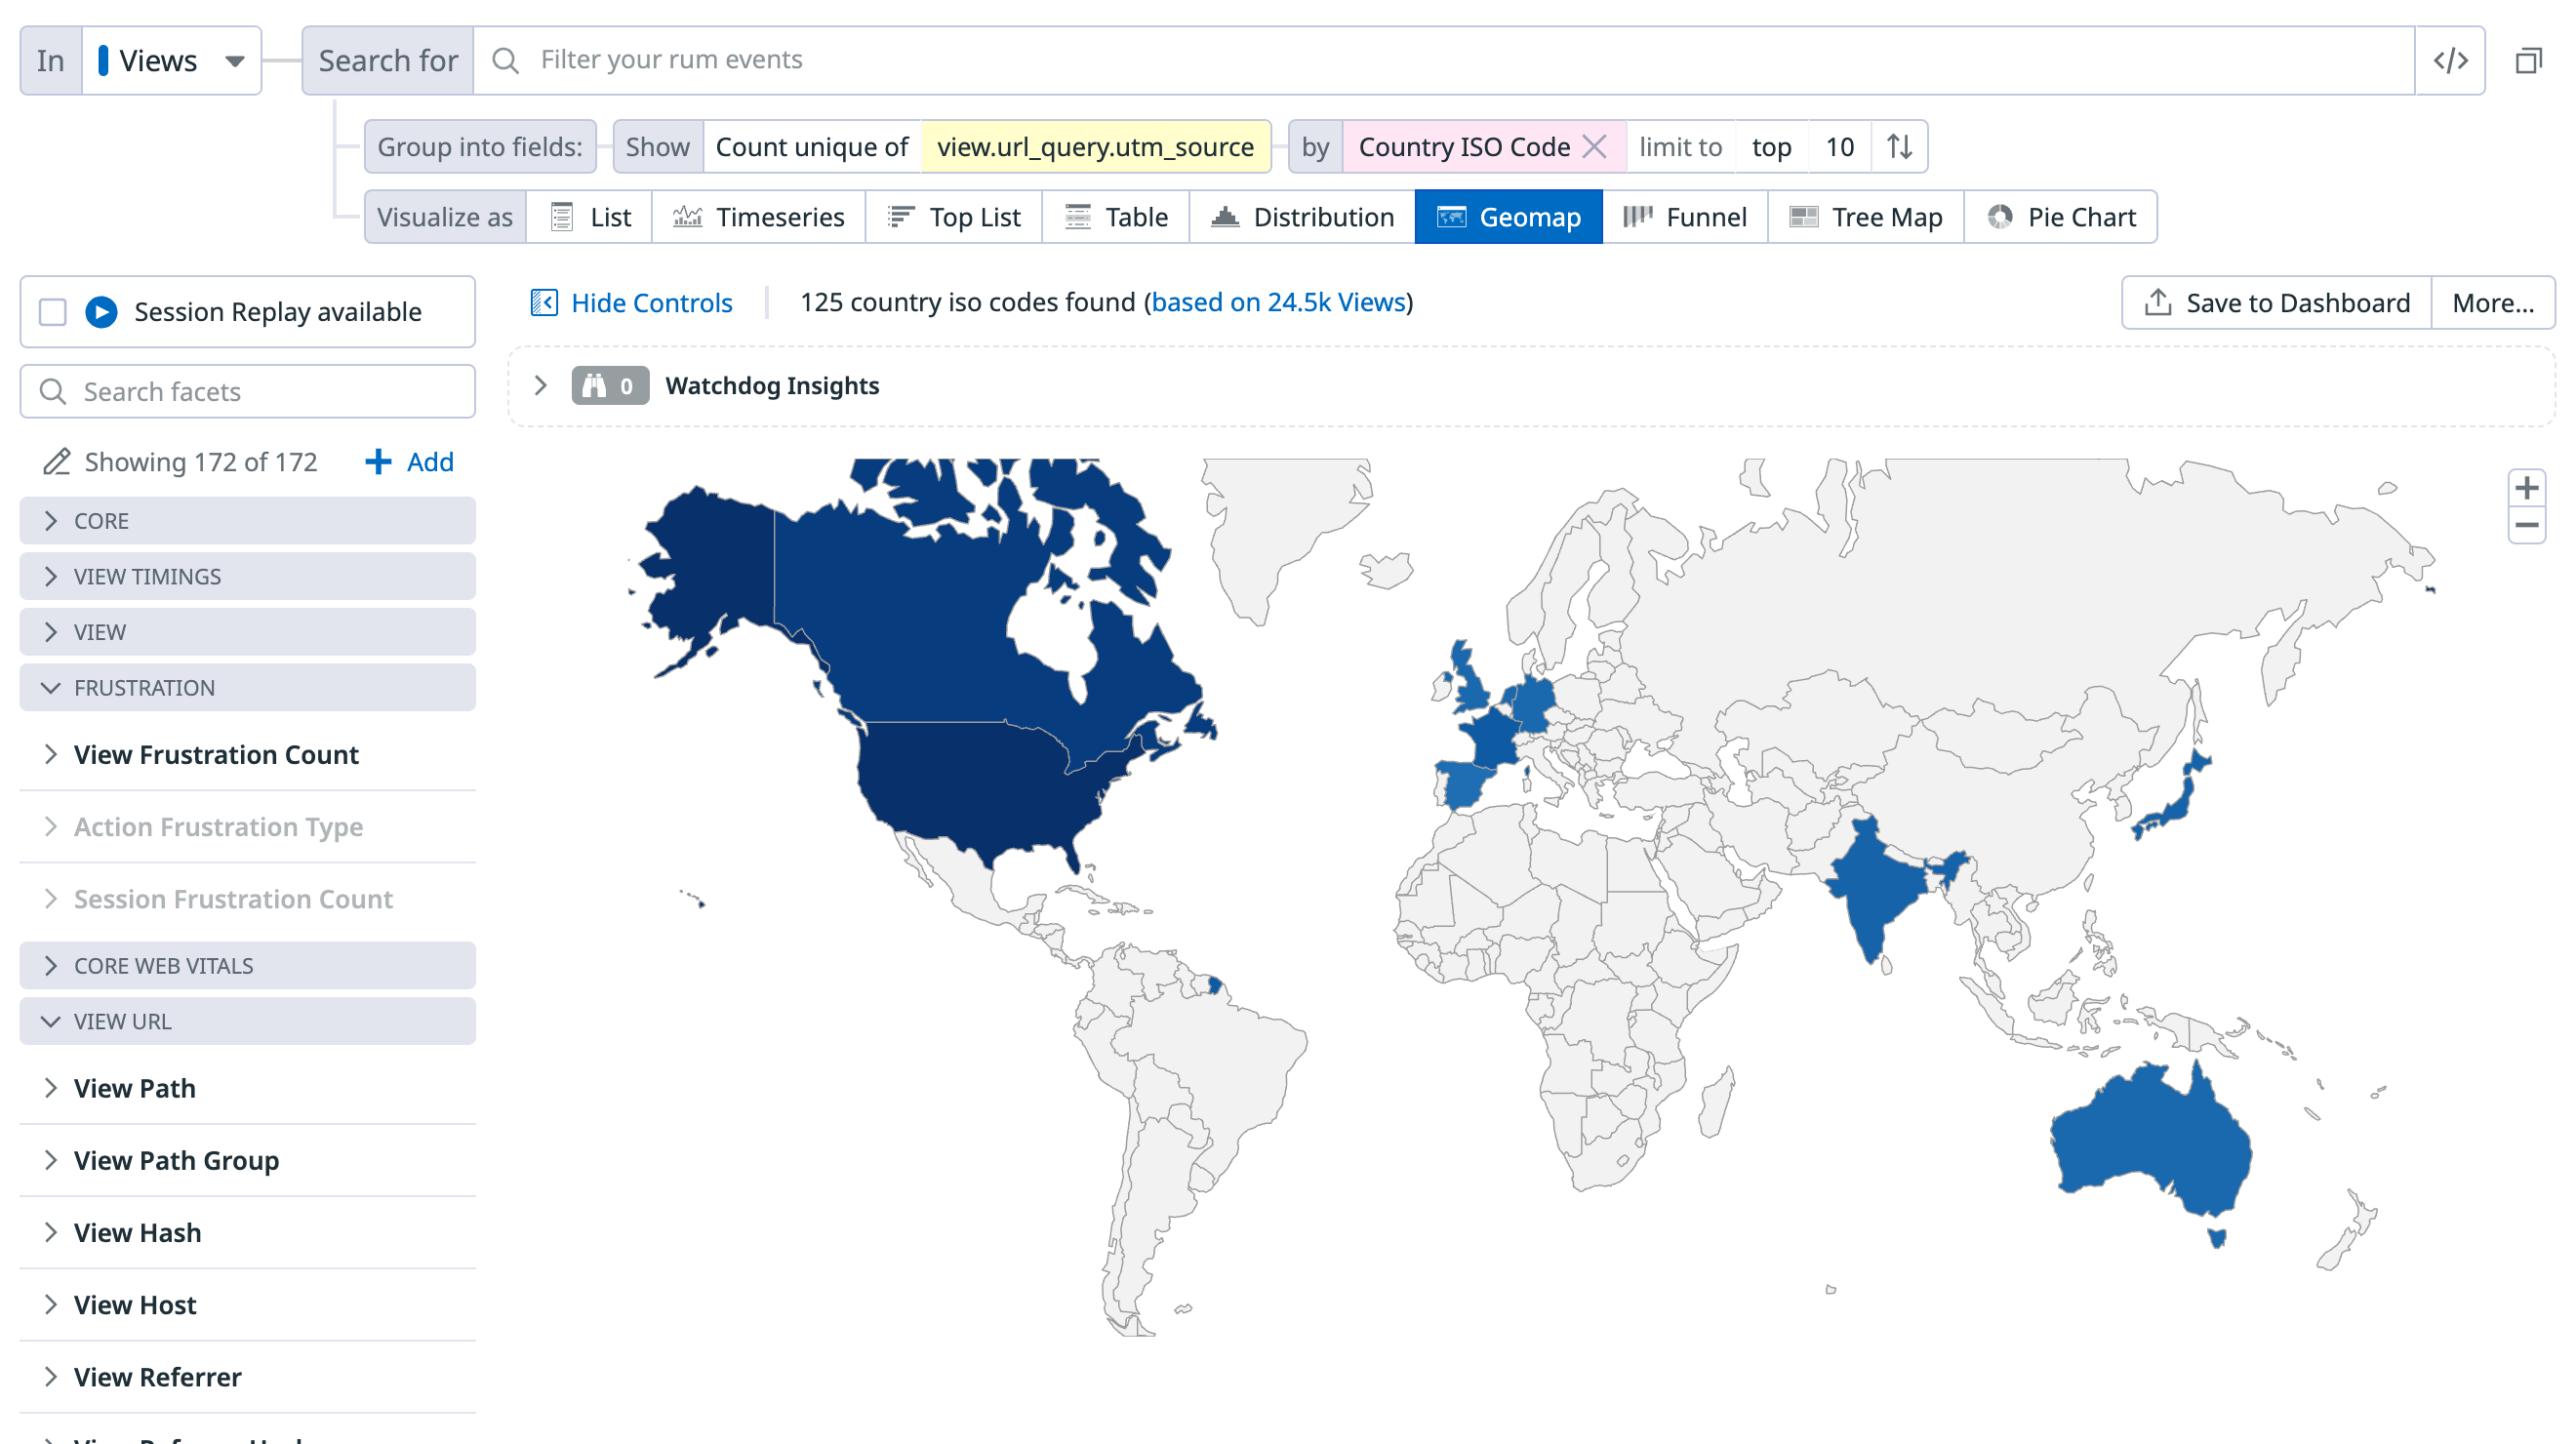 In Views Search for Filter your rum events </>
Group into fields: Show Count unique of view.url_query.utm_source by Country ISO Code limit to top 10
Visualize as List Timeseries Top List Table Distribution Geomap Funnel Tree Map Pie Chart
Session Replay available
Hide Controls 125 country iso codes found (based on 24.5k Views) Save to Dashboard More...
Search facets
0 Watchdog Insights
Showing 172 of 172 + Add
CORE
VIEW TIMINGS
VIEW
FRUSTRATION
View Frustration Count
Action Frustration Type
Session Frustration Count
CORE WEB VITALS
VIEW URL
View Path
View Path Group
View Hash
View Host
View Referrer